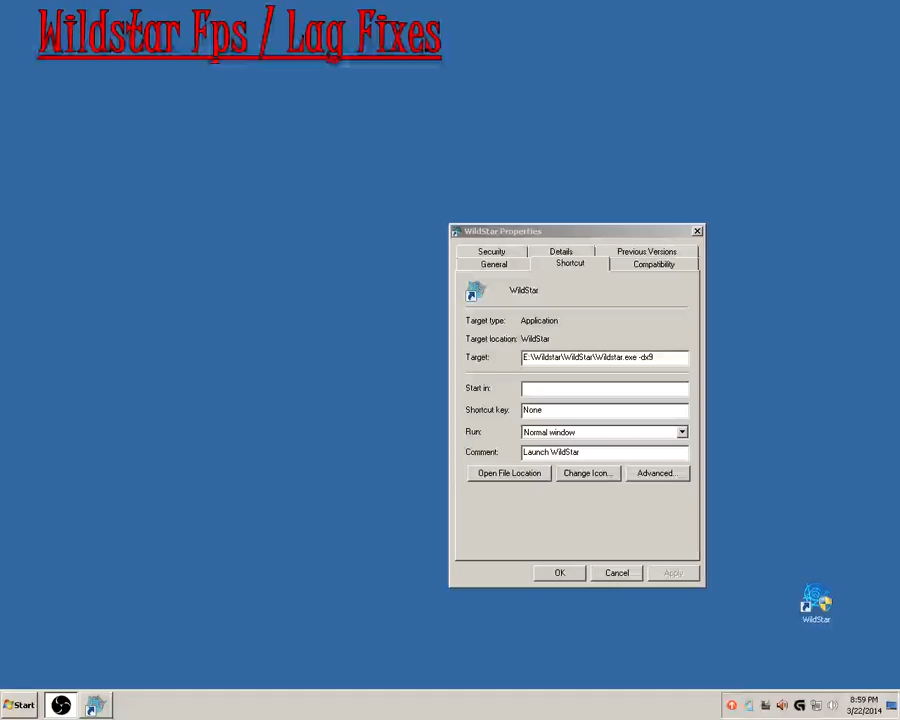 Wildstar Fps / Lag Fixes
WildStar Properties
Security Details Previous Versions
General Shortcut Compatibility
WildStar
Target type: Application
Target location: WildStar
Target: E:\Wildstar\WildStar\Wildstar.exe -dx9
Start in:
Shortcut key: None
Run: Normal window
Comment: Launch WildStar
Open File Location Change Icon... Advanced...
OK Cancel Apply
WildStar
Start
8:59 PM
3/22/2014